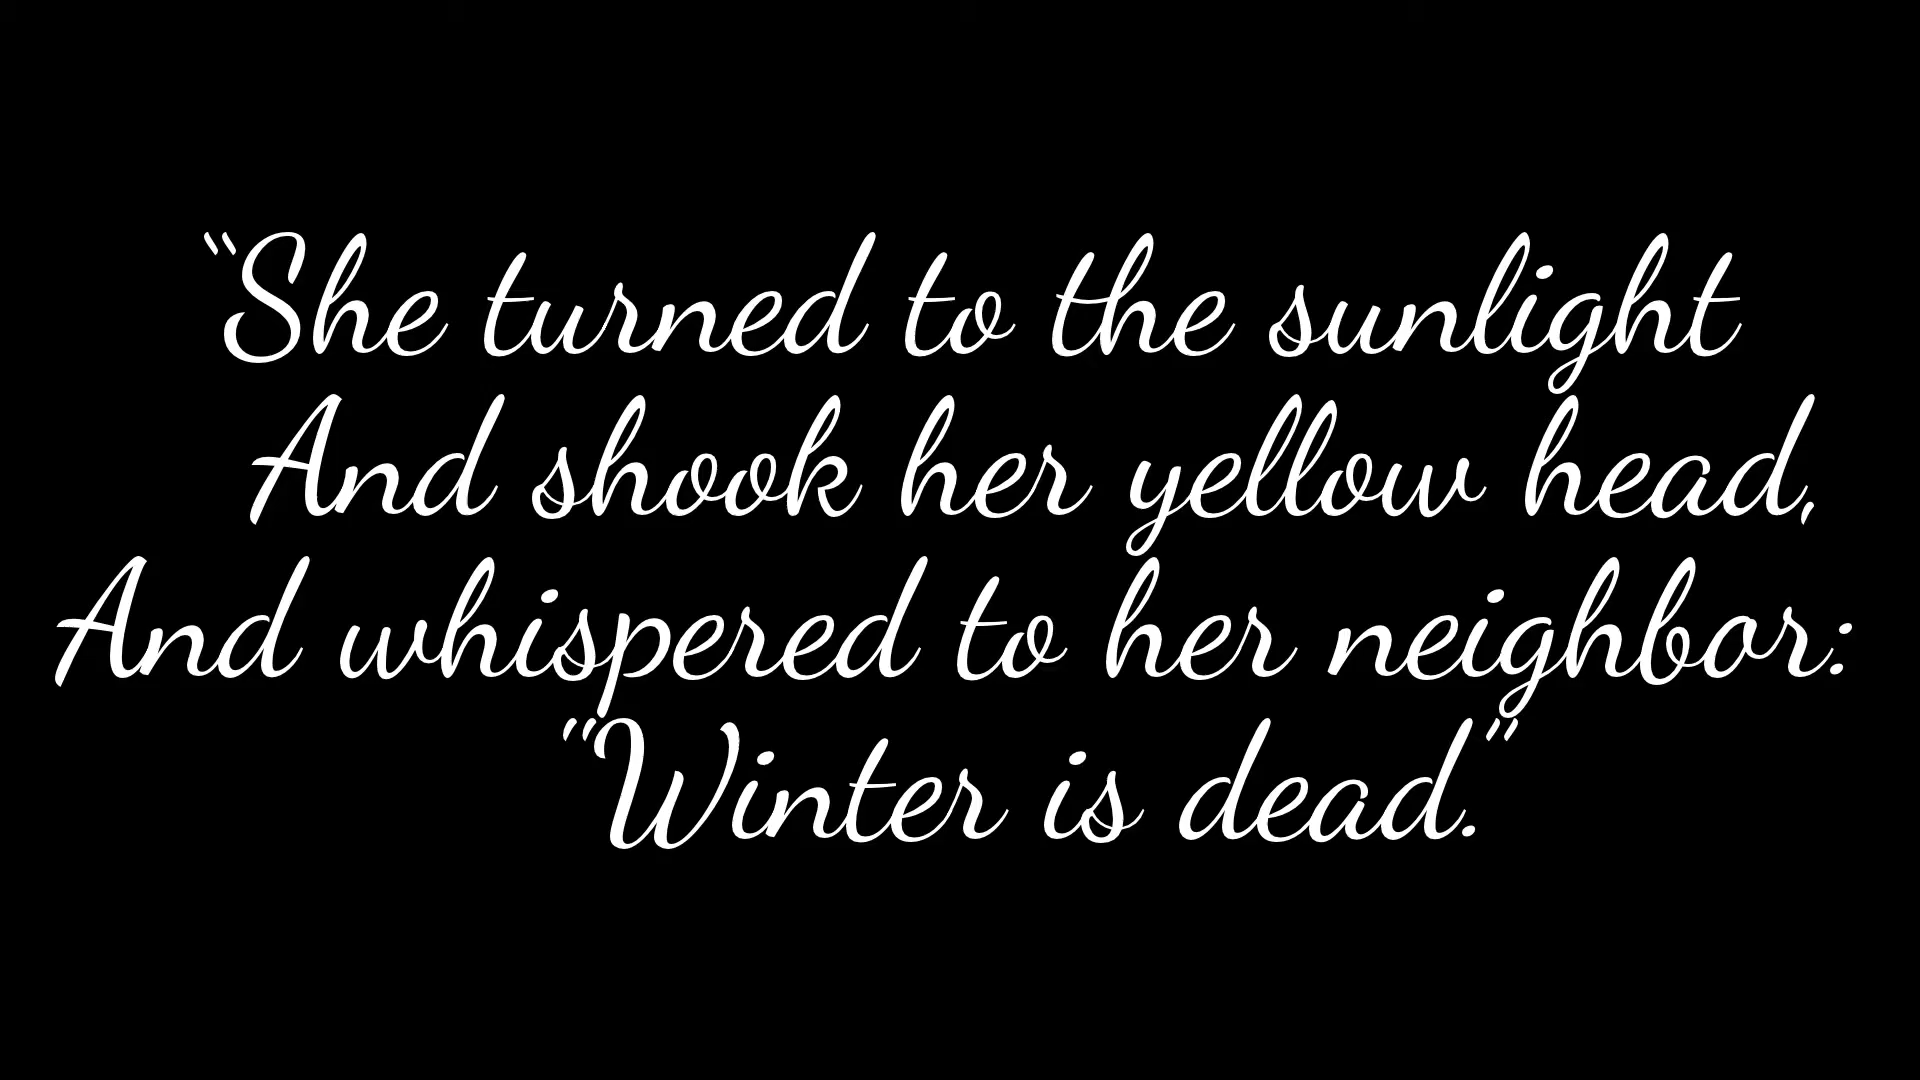 “She turned to the sunlight
And shook her yellow head,
And whispered to her neighbor:
"Winter is dead.”